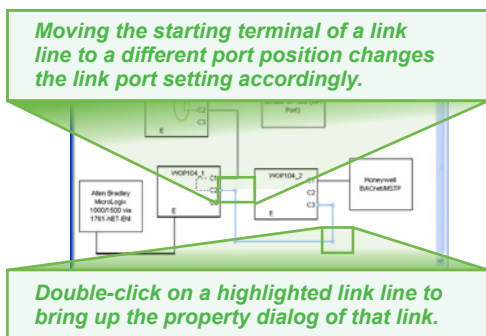 Moving the starting terminal of a link
line to a different port position changes
the link port setting accordingly.
Port)
C2
C3
E
WOP104_1
C1
C2
E
WOP104_2
C1
C2
C3
E
Allen Bradley
MicroLogix
1000/1500 via
1761-NET-ENI
Honeywell
BACnet/MSTP
Double-click on a highlighted link line to
bring up the property dialog of that link.